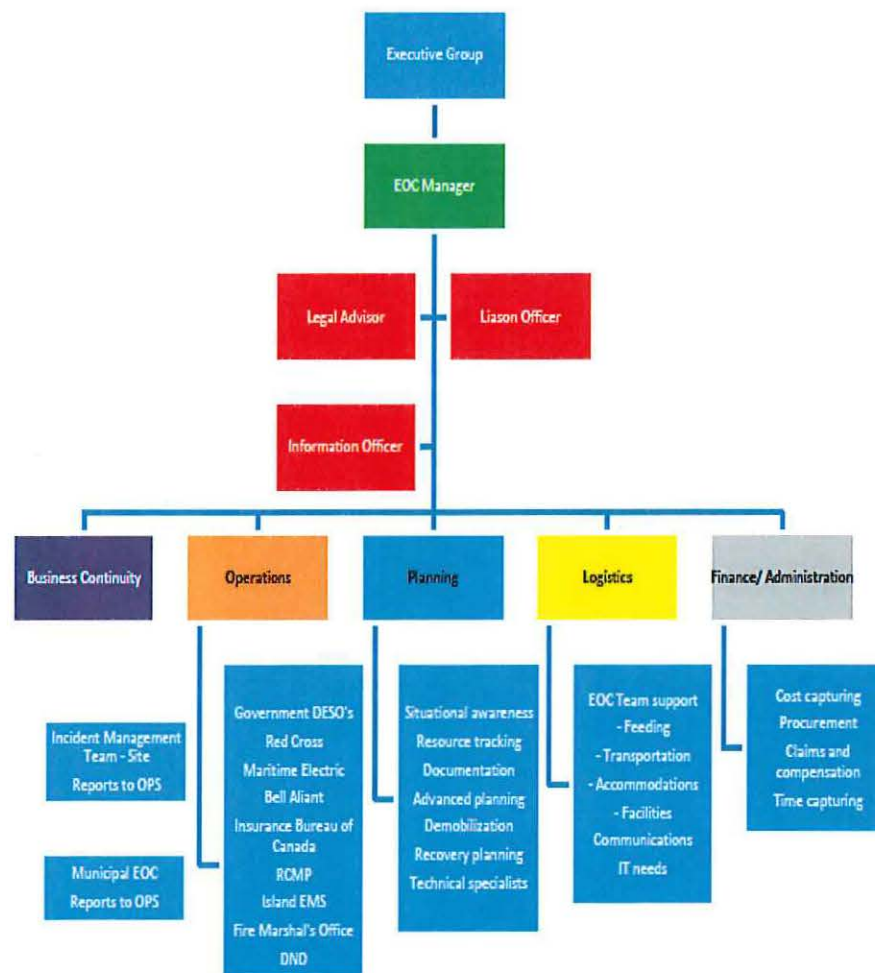 Executive Group
EOC Manager
Legal Advisor
Liason Officer
Information Officer
Business Continuity
Operations
Planning
Logistics
Finance/ Administration
Incident Management
Team - Site
Reports to OPS
Municipal EOC
Reports to OPS
Government DESO's
Red Cross
Maritime Electric
Bell Aliant
Insurance Bureau of
Canada
RCMP
Island EMS
Fire Marshal's Office
DND
Situational awareness
Resource tracking
Documentation
Advanced planning
Demobilization
Recovery planning
Technical specialists
EOC Team support
- Feeding
- Transportation
- Accommodations
- Facilities
Communications
IT needs
Cost capturing
Procurement
Claims and
compensation
Time capturing